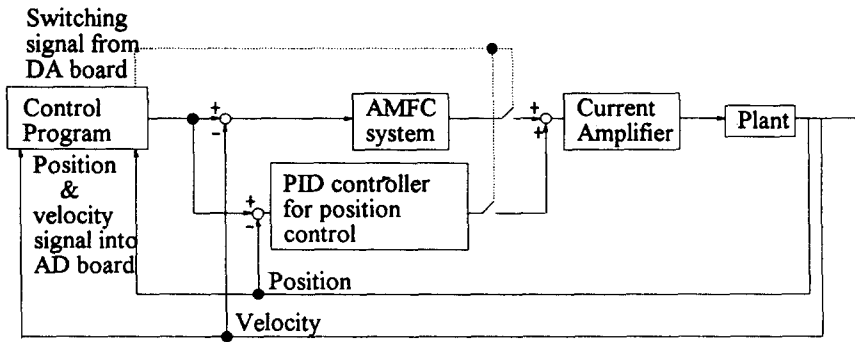 Switching
signal from
DA board
Control
Program
Position
&
velocity
signal into
AD board
+
−
AMFC
system
+
+
Current
Amplifier
Plant
+
−
PID controller
for position
control
Position
Velocity